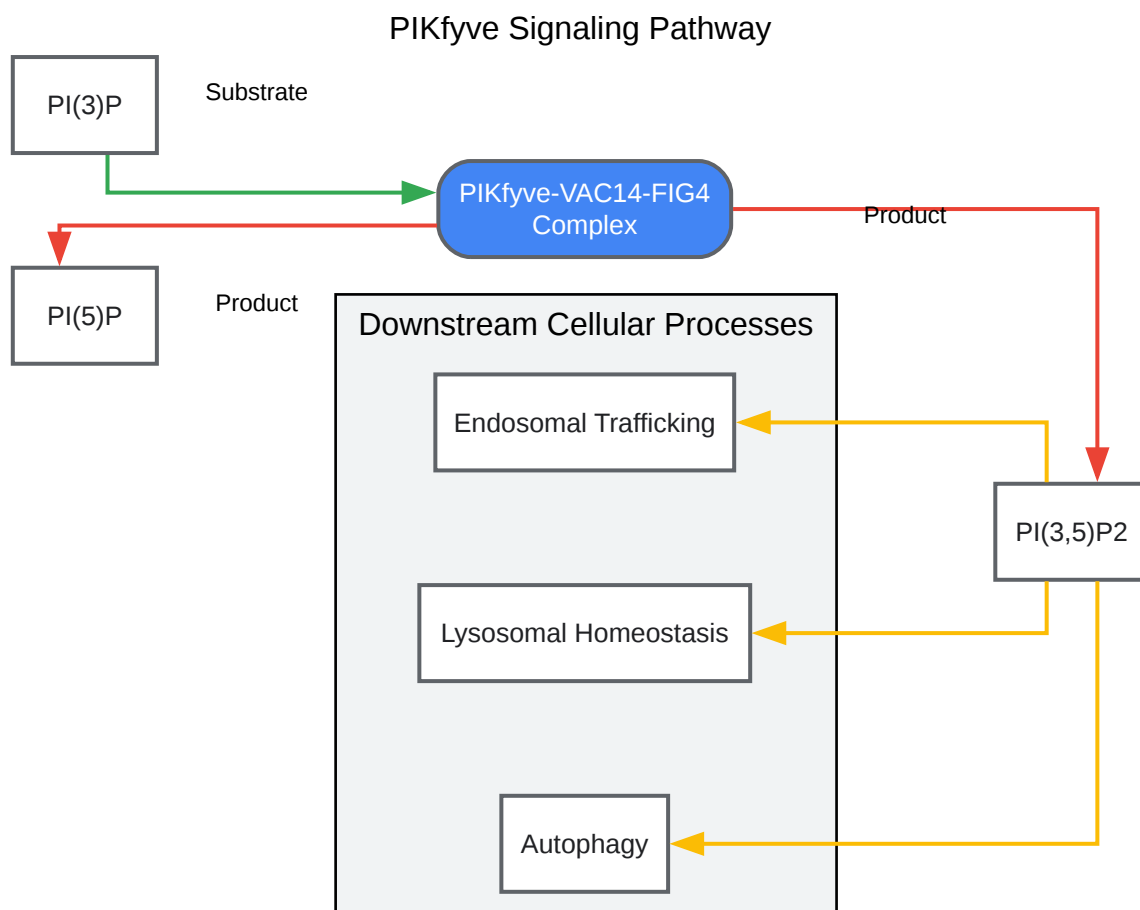 PIKfyve Signaling Pathway
PI(3)P
Substrate
PIKfyve-VAC14-FIG4
Complex
Product
PI(5)P
Product
Downstream Cellular Processes
Endosomal Trafficking
PI(3,5)P2
Lysosomal Homeostasis
Autophagy